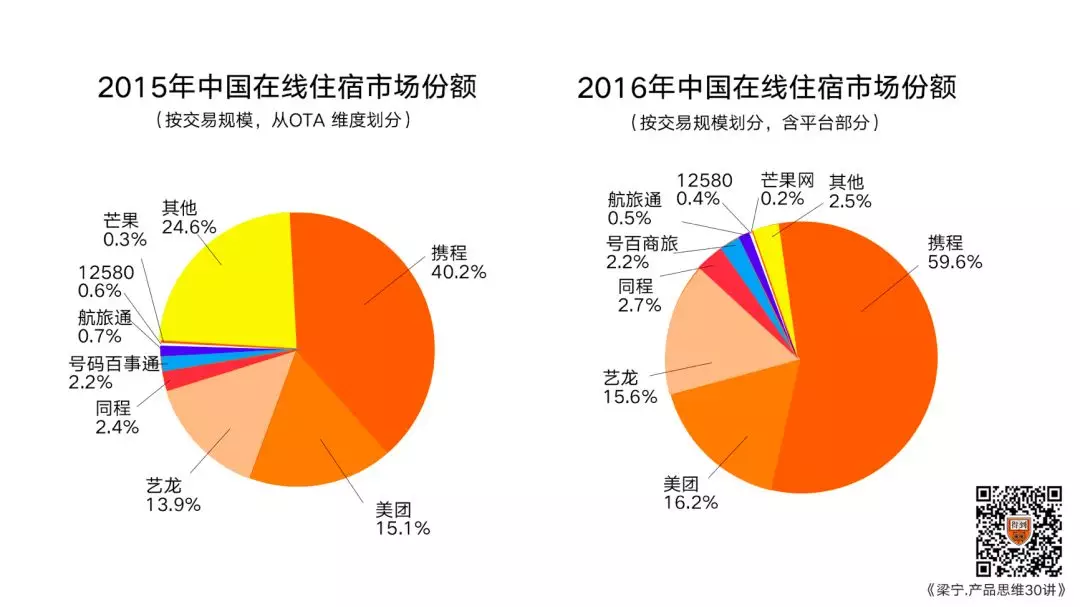 2015年中国在线住宿市场份额
（按交易规模，从OTA 维度划分）
其他
24.6%
芒果
0.3%
12580
0.6%
航旅通
0.7%
号码百事通
2.2%
同程
2.4%
艺龙
13.9%
美团
15.1%
携程
40.2%
2016年中国在线住宿市场份额
（按交易规模划分，含平台部分）
12580
0.4%
芒果网
0.2%
其他
2.5%
航旅通
0.5%
号百商旅
2.2%
同程
2.7%
艺龙
15.6%
美团
16.2%
携程
59.6%
得到
《梁宁.产品思维30讲》